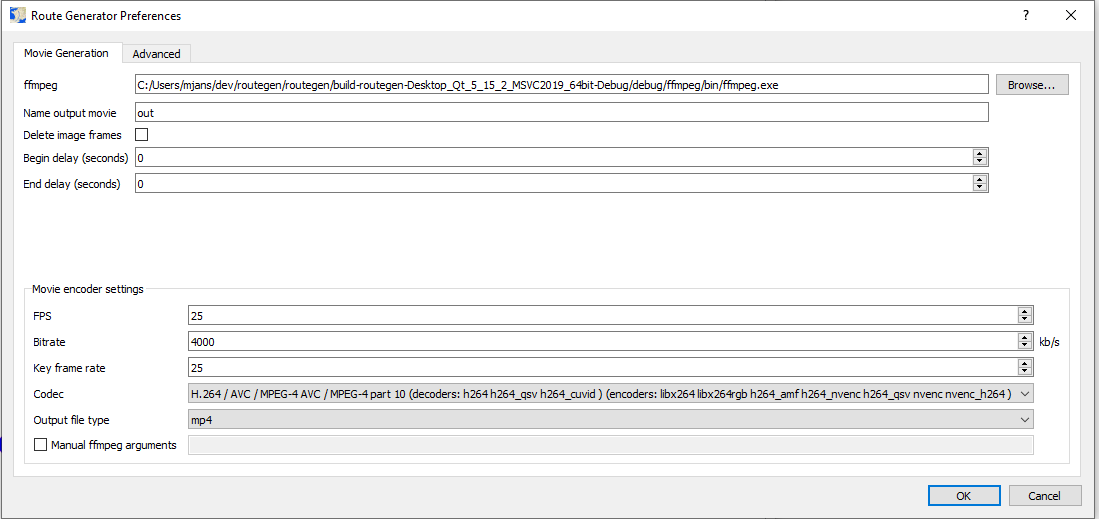 Route Generator Preferences
Movie Generation Advanced
ffmpeg C:/Users/mjans/dev/routegen/routegen/build-routegen-Desktop_Qt_5_15_2_MSVC2019_64bit-Debug/debug/ffmpeg/bin/ffmpeg.exe Browse...
Name output movie out
Delete image frames
Begin delay (seconds) 0
End delay (seconds) 0
Movie encoder settings
FPS 25
Bitrate 4000 kb/s
Key frame rate 25
Codec H.264 / AVC / MPEG-4 AVC / MPEG-4 part 10 (decoders: h264 h264_qsv h264_cuvid ) (encoders: libx264 libx264rgb h264_amf h264_nvenc h264_qsv nvenc nvenc_h264 )
Output file type mp4
Manual ffmpeg arguments
OK Cancel